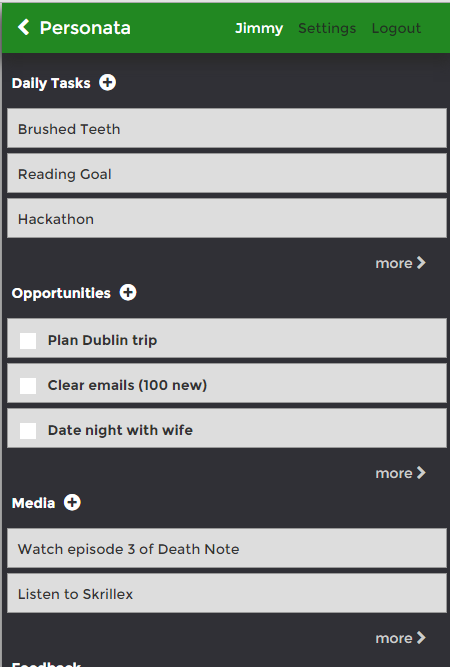 Personata Jimmy Settings Logout
Daily Tasks
Brushed Teeth
Reading Goal
Hackathon
more
Opportunities
Plan Dublin trip
Clear emails (100 new)
Date night with wife
more
Media
Watch episode 3 of Death Note
Listen to Skrillex
more
Feedback